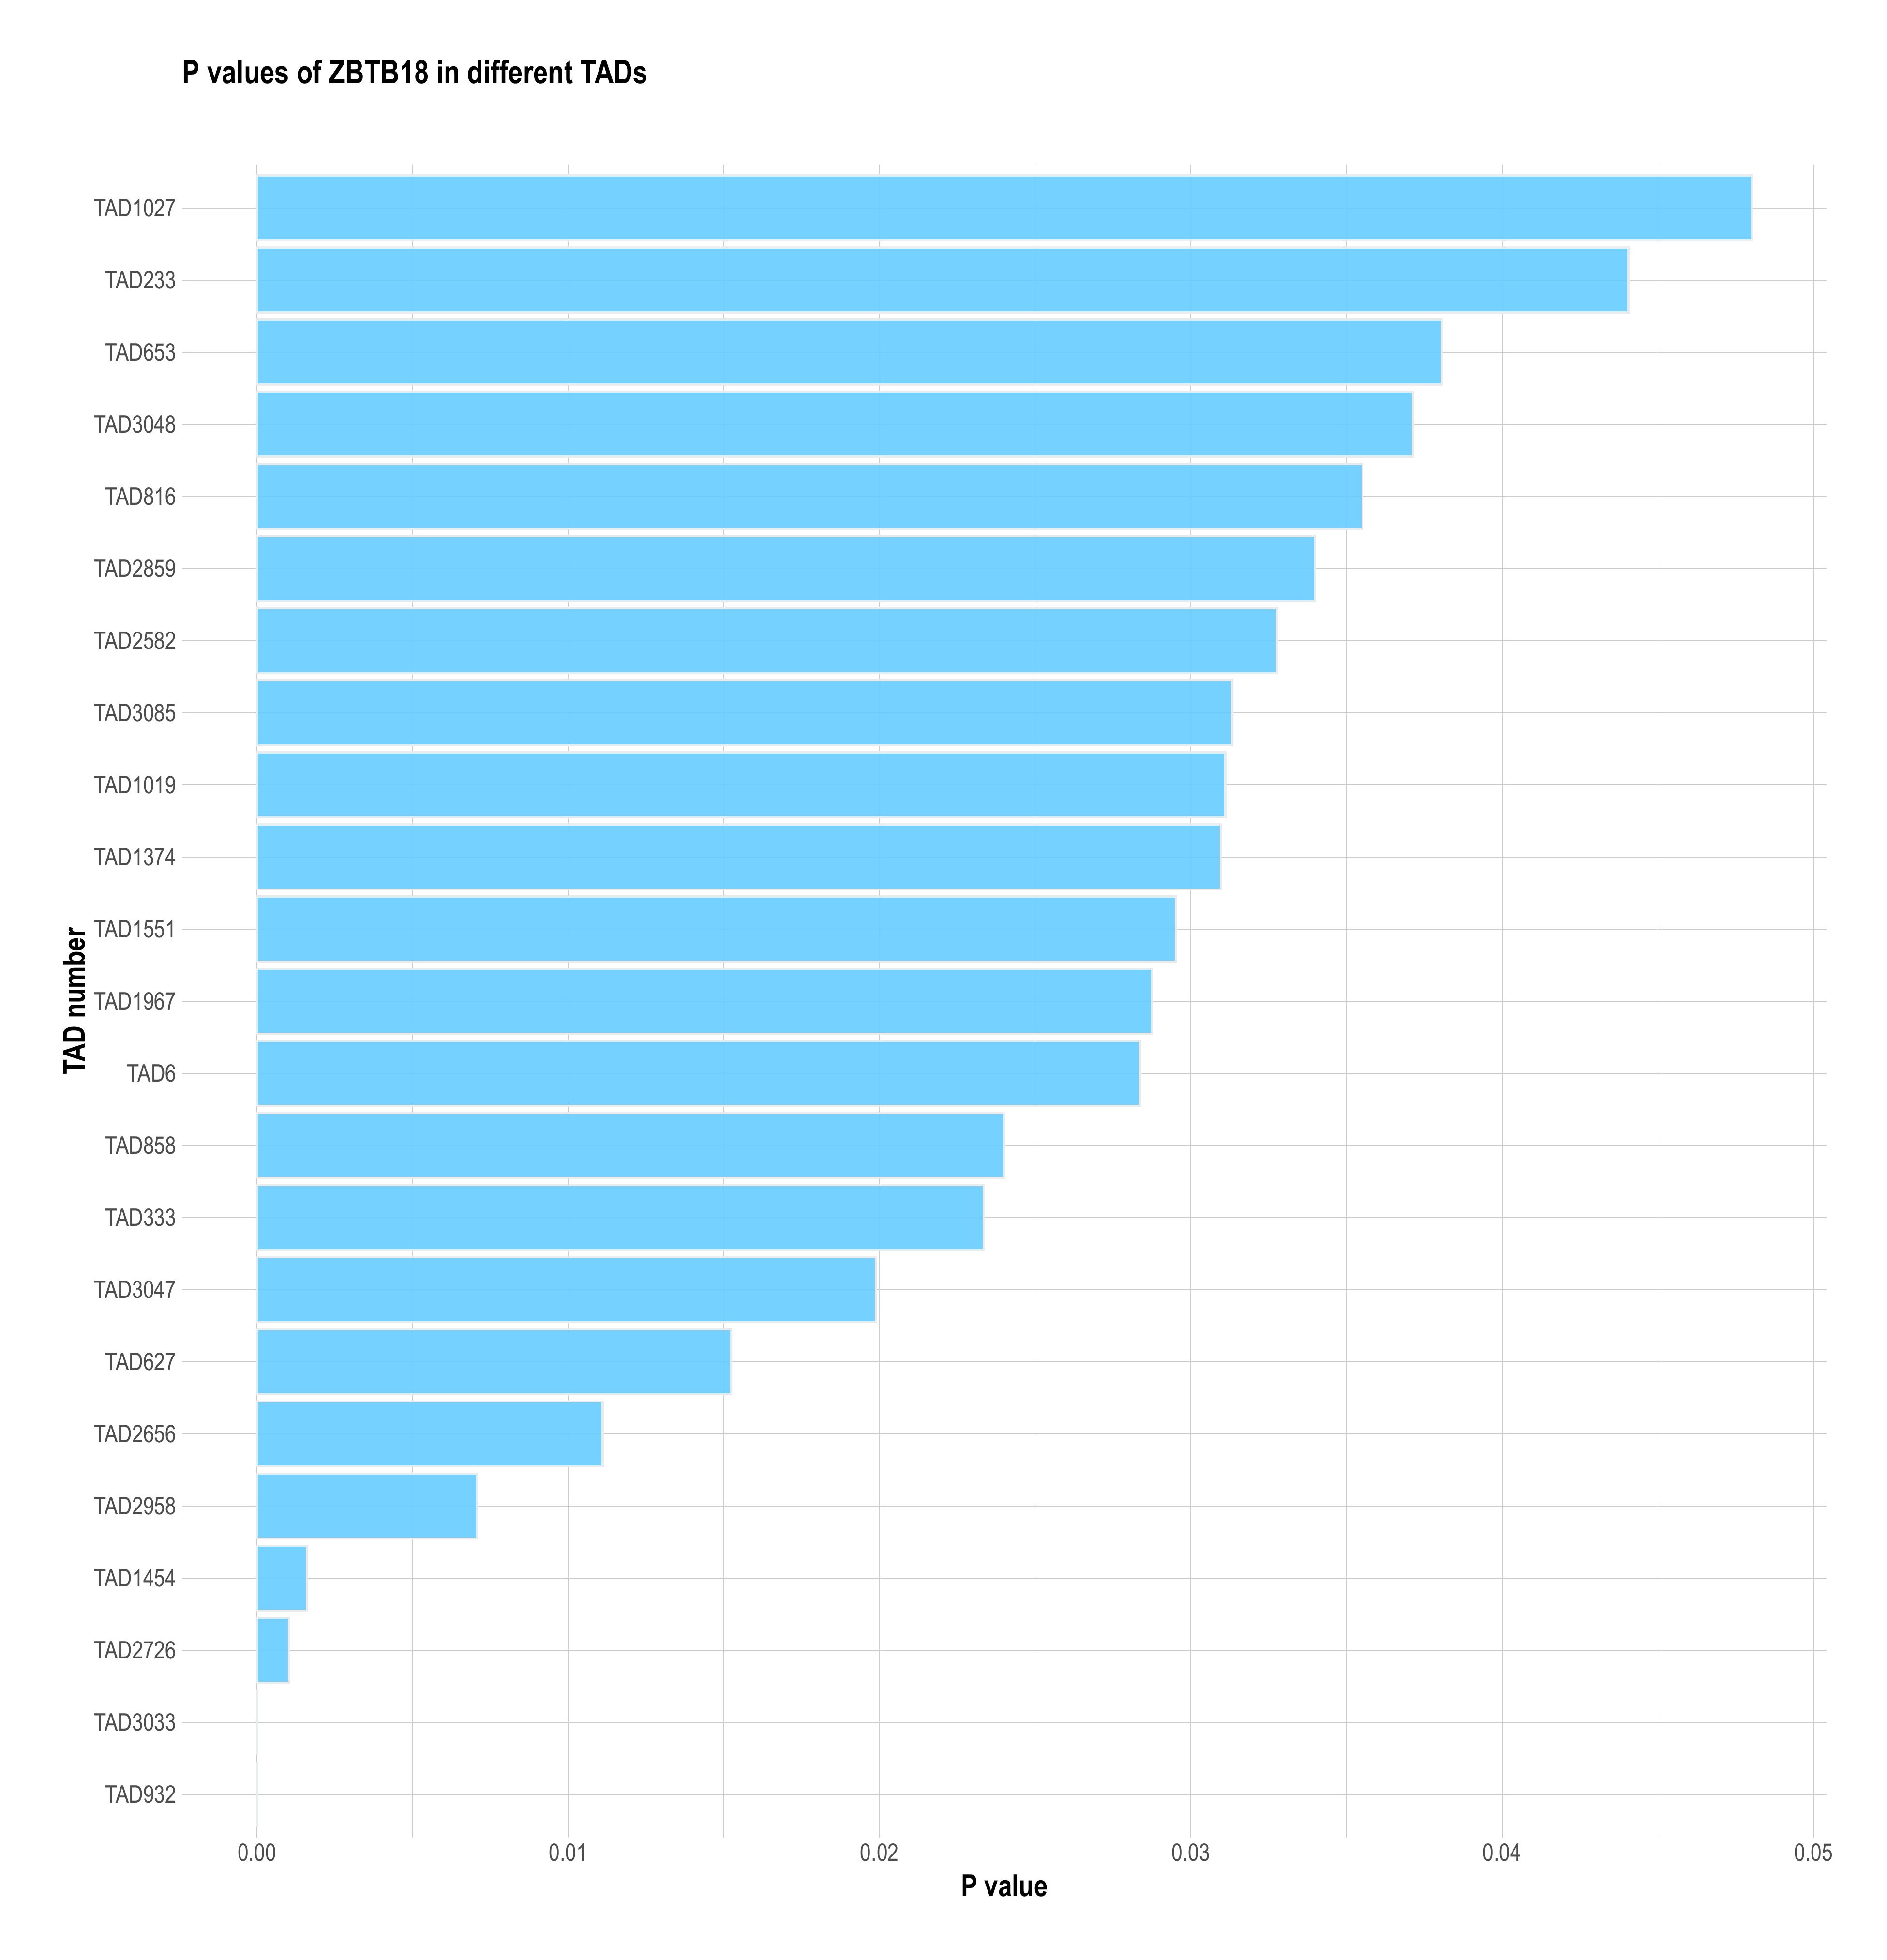 P values of ZBTB18 in different TADs
TAD number
TAD1027
TAD233
TAD653
TAD3048
TAD816
TAD2859
TAD2582
TAD3085
TAD1019
TAD1374
TAD1551
TAD1967
TAD6
TAD858
TAD333
TAD3047
TAD627
TAD2656
TAD2958
TAD1454
TAD2726
TAD3033
TAD932
0.00 0.01 0.02 0.03 0.04 0.05
P value